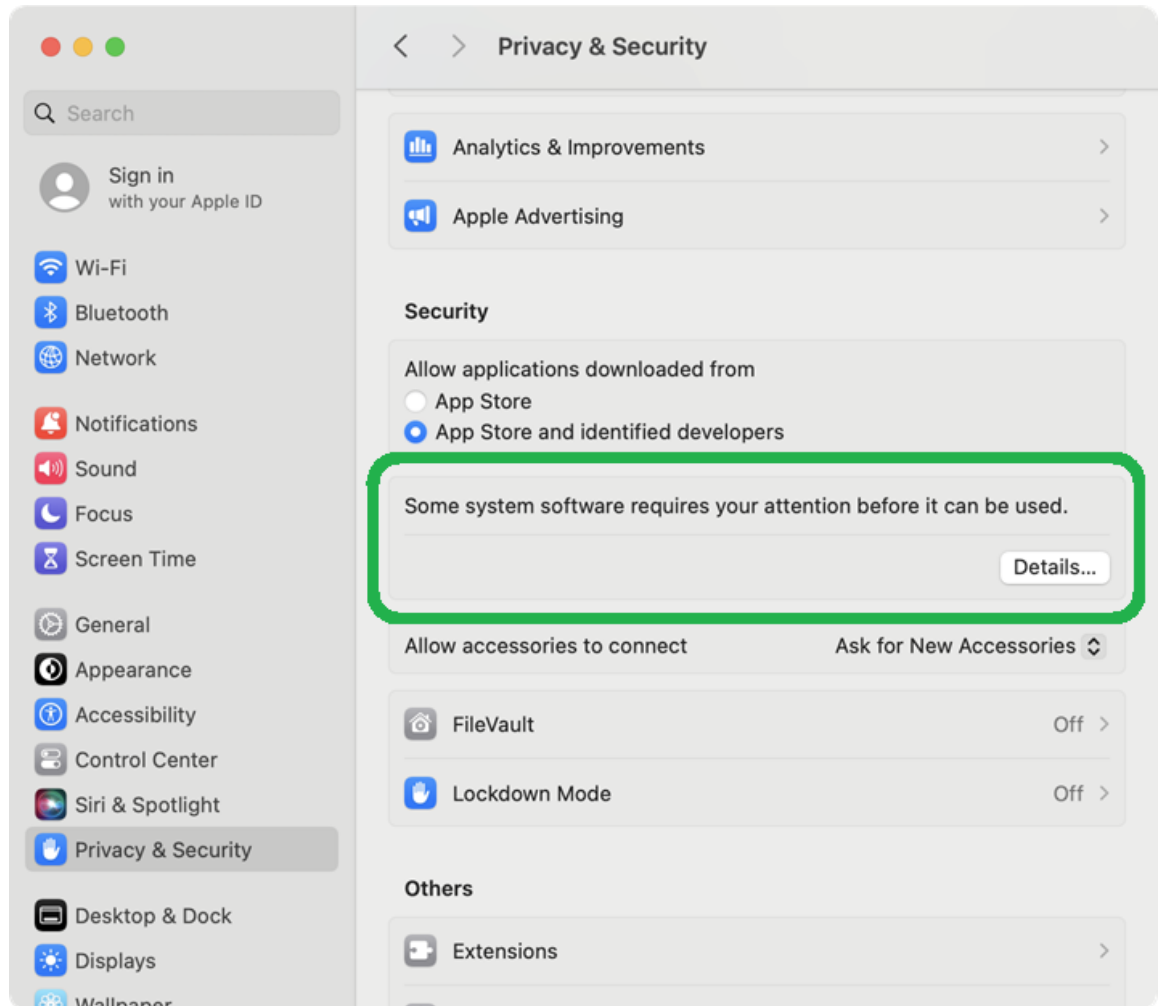 Search
Sign in
with your Apple ID
Wi-Fi
Bluetooth
Network
Notifications
Sound
Focus
Screen Time
General
Appearance
Accessibility
Control Center
Siri & Spotlight
Privacy & Security
Desktop & Dock
Displays
Wallpaper
Privacy & Security
Analytics & Improvements
Apple Advertising
Security
Allow applications downloaded from
App Store
App Store and identified developers
Some system software requires your attention before it can be used.
Details...
Allow accessories to connect Ask for New Accessories
FileVault Off
Lockdown Mode Off
Others
Extensions